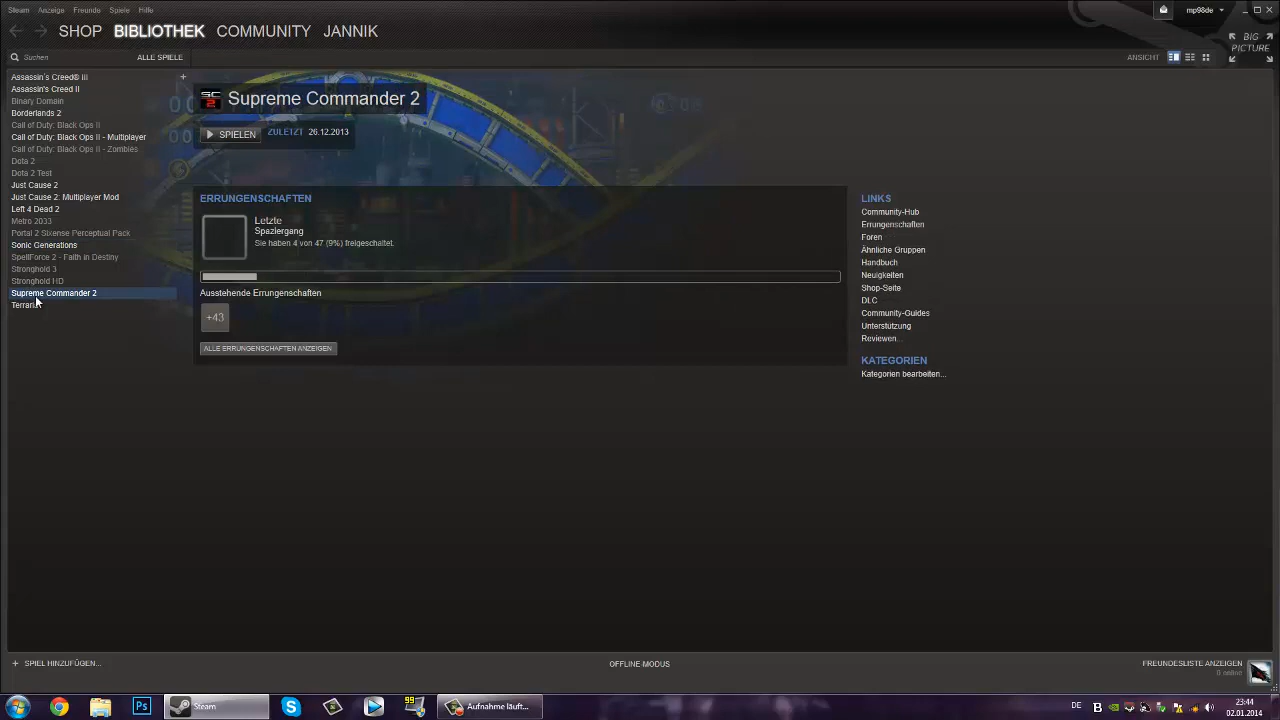 Steam Anzeige Freunde Spiele Hilfe
mp98de
SHOP BIBLIOTHEK COMMUNITY JANNIK
BIG PICTURE
Suchen ALLE SPIELE
ANSICHT
Assassin's Creed® III
Assassin's Creed II
Binary Domain
Borderlands 2
Call of Duty: Black Ops II
Call of Duty: Black Ops II - Multiplayer
Call of Duty: Black Ops II - Zombies
Dota 2
Dota 2 Test
Just Cause 2
Just Cause 2: Multiplayer Mod
Left 4 Dead 2
Metro 2033
Portal 2 Sixense Perceptual Pack
Sonic Generations
SpellForce 2 - Faith in Destiny
Stronghold 3
Stronghold HD
Supreme Commander 2
SC 2
Supreme Commander 2
SPIELEN ZULETZT 26.12.2013
ERRUNGENSCHAFTEN
Letzte
Spaziergang
Sie haben 4 von 47 (9%) freigeschaltet.
Ausstehende Errungenschaften
+43
ALLE ERRUNGENSCHAFTEN ANZEIGEN
LINKS
Community-Hub
Errungenschaften
Foren
Ähnliche Gruppen
Handbuch
Neuigkeiten
Shop-Seite
DLC
Community-Guides
Unterstützung
Reviewen...
KATEGORIEN
Kategorien bearbeiten...
+ SPIEL HINZUFÜGEN...
OFFLINE-MODUS
FREUNDESLISTE ANZEIGEN
Ps
Steam
99
Aufnahme läuft...
DE
23:44
02.01.2014